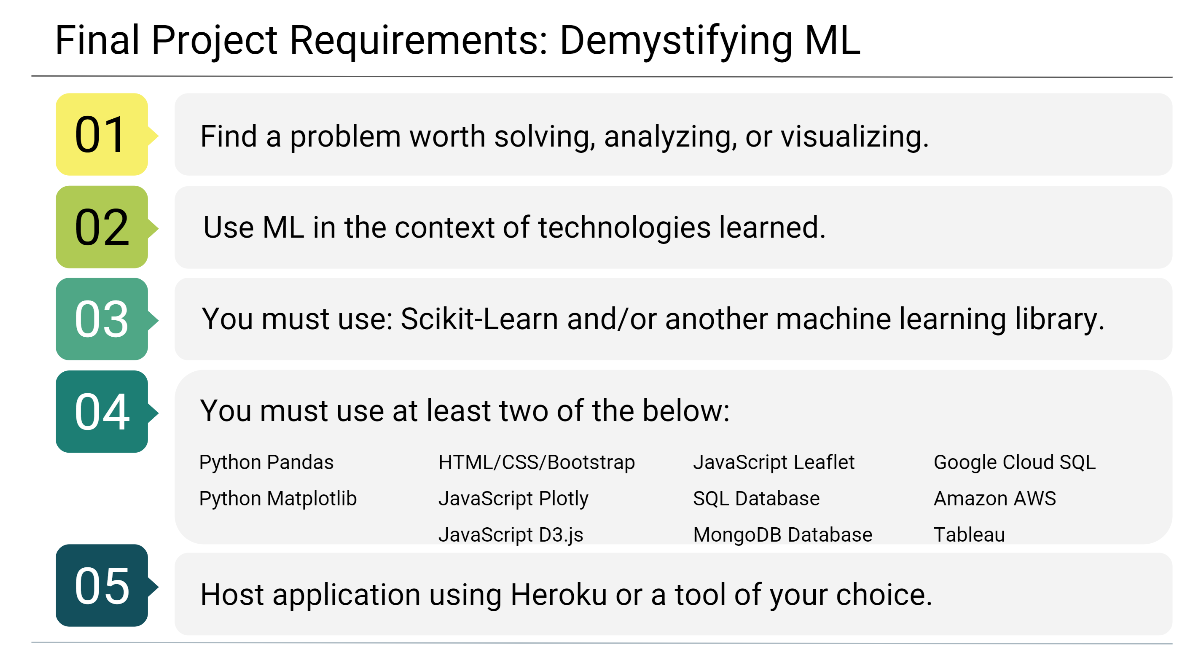 Final Project Requirements: Demystifying ML
01
Find a problem worth solving, analyzing, or visualizing.
02
Use ML in the context of technologies learned.
03
You must use: Scikit-Learn and/or another machine learning library.
04
You must use at least two of the below:
Python Pandas HTML/CSS/Bootstrap JavaScript Leaflet Google Cloud SQL
Python Matplotlib JavaScript Plotly SQL Database Amazon AWS
JavaScript D3.js MongoDB Database Tableau
05
Host application using Heroku or a tool of your choice.